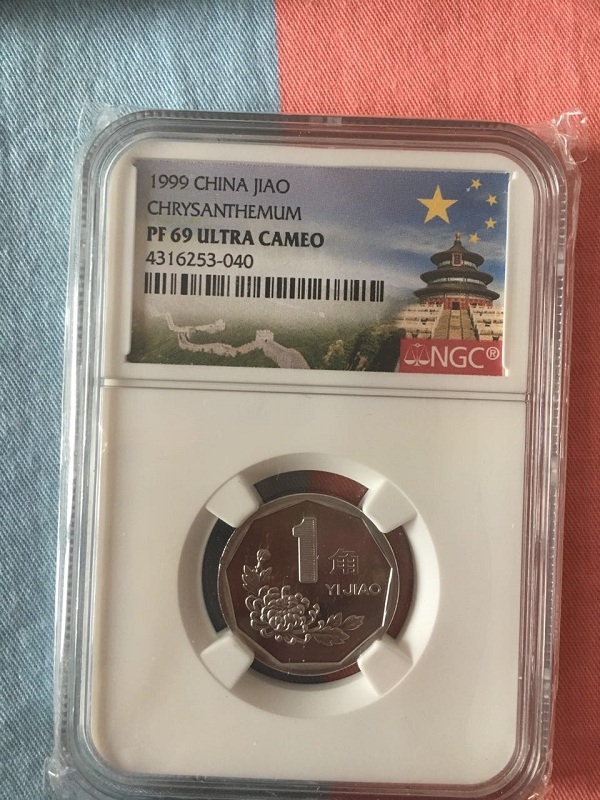 1999 CHINA JIAO
CHRYSANTHEMUM
PF 69 ULTRA CAMEO
4316253-040
NGC®
1角
YI JIAO